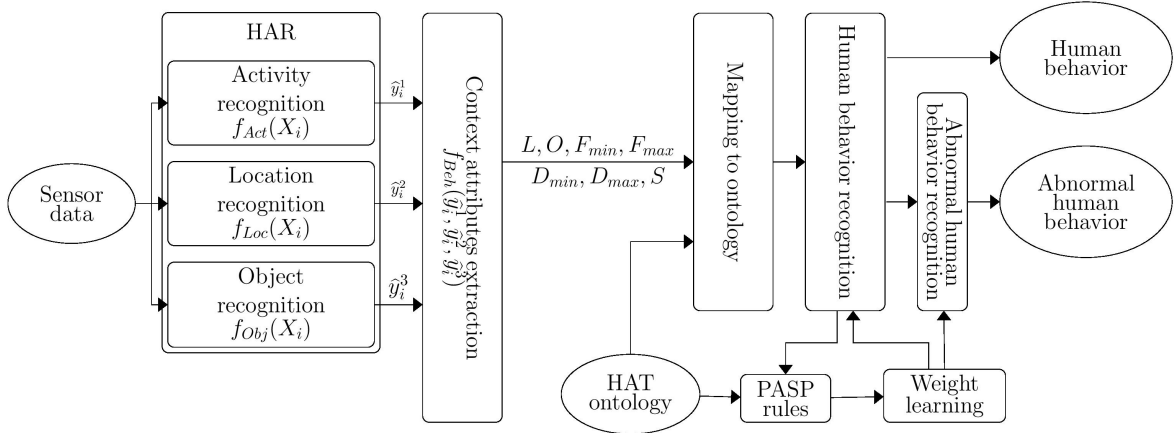 HAR
Sensor
data
Activity
recognition
f_{Act}(X_i)
Location
recognition
f_{Loc}(X_i)
Object
recognition
f_{Obj}(X_i)
ŷ_i^1
ŷ_i^2
ŷ_i^3
Context attributes extraction
f_{Beh}(ŷ_i^1, ŷ_i^2, ŷ_i^3)
L, O, F_{min}, F_{max}
D_{min}, D_{max}, S
Mapping to ontology
Human behavior recognition
Abnormal human
behavior recognition
Human
behavior
Abnormal
human
behavior
HAT
ontology
PASP
rules
Weight
learning